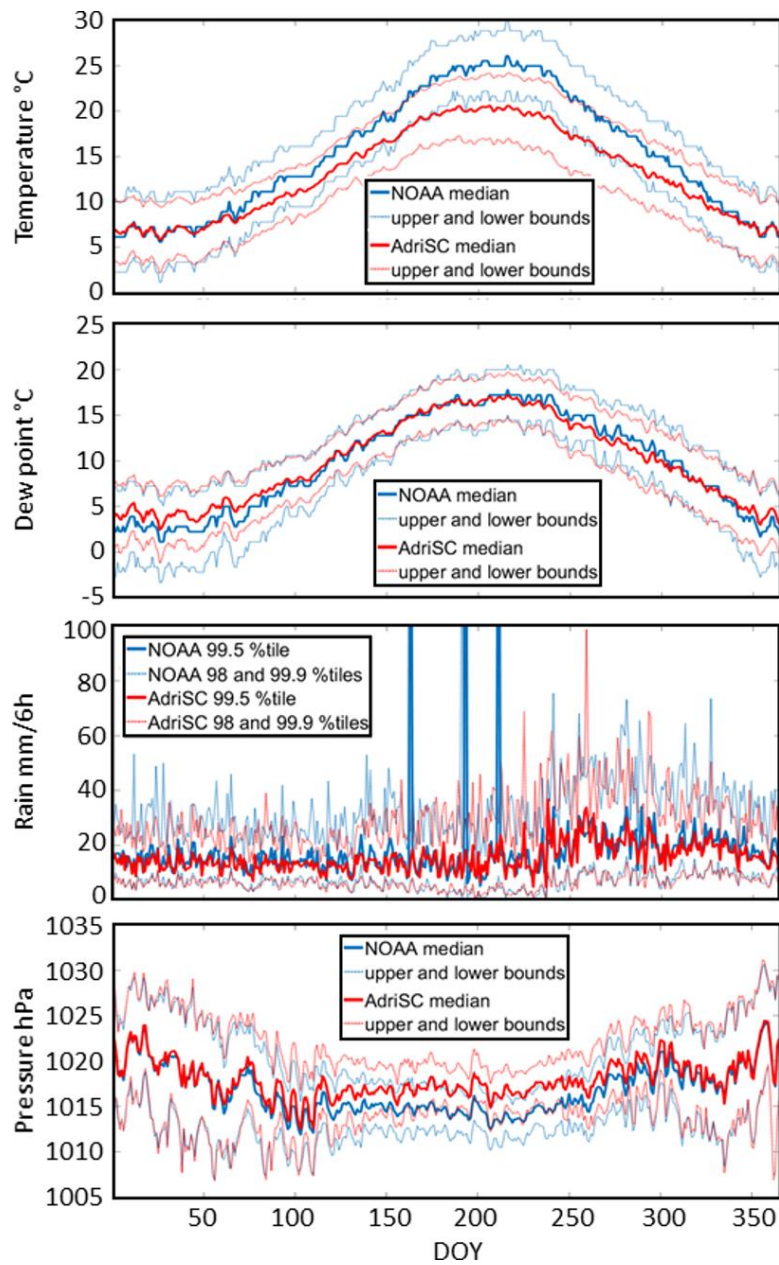 Temperature °C
30
25
20
15
10
5
0
NOAA median
upper and lower bounds
AdriSC median
upper and lower bounds
Dew point °C
25
20
15
10
5
0
-5
NOAA median
upper and lower bounds
AdriSC median
upper and lower bounds
Rain mm/6h
100
80
60
40
20
0
NOAA 99.5 %tile
NOAA 98 and 99.9 %tiles
AdriSC 99.5 %tile
AdriSC 98 and 99.9 %tiles
Pressure hPa
1035
1030
1025
1020
1015
1010
1005
NOAA median
upper and lower bounds
AdriSC median
upper and lower bounds
50 100 150 200 250 300 350
DOY